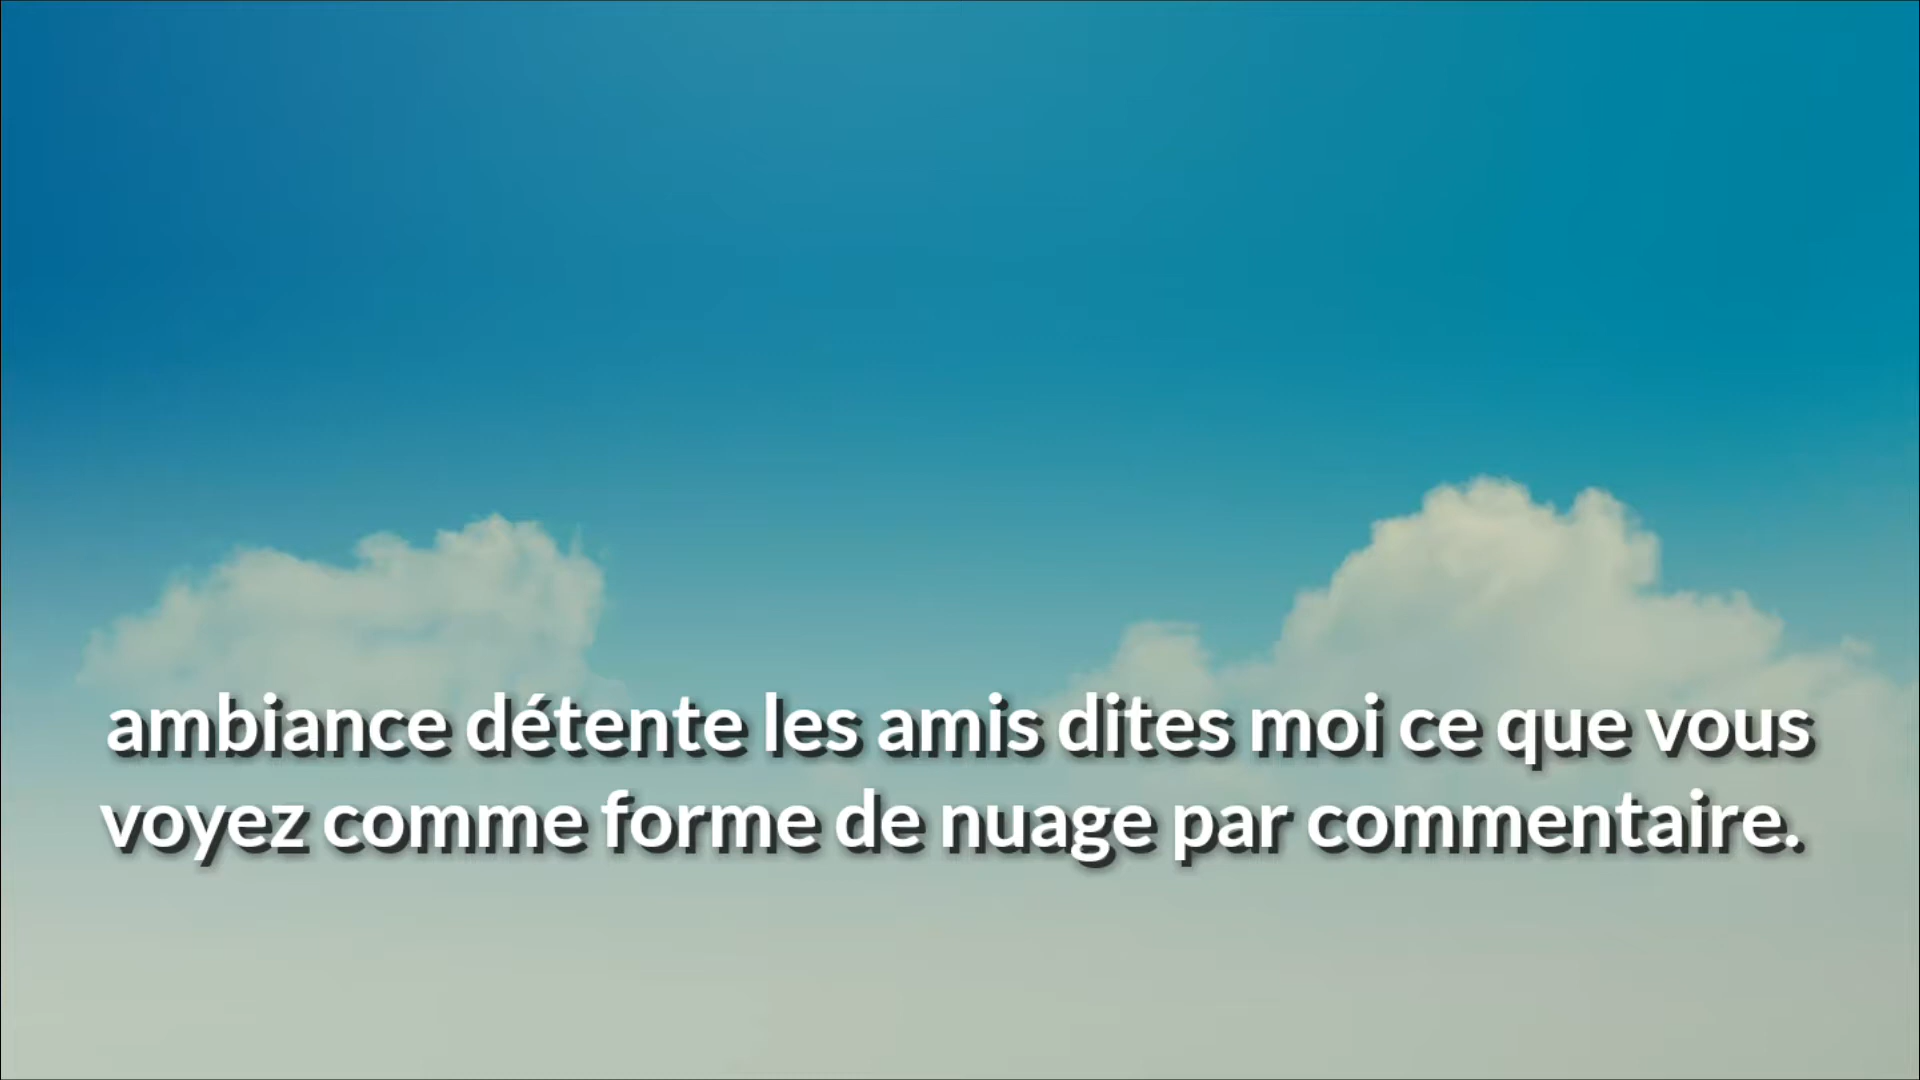 ambiance détente les amis dites moi ce que vous
voyez comme forme de nuage par commentaire.